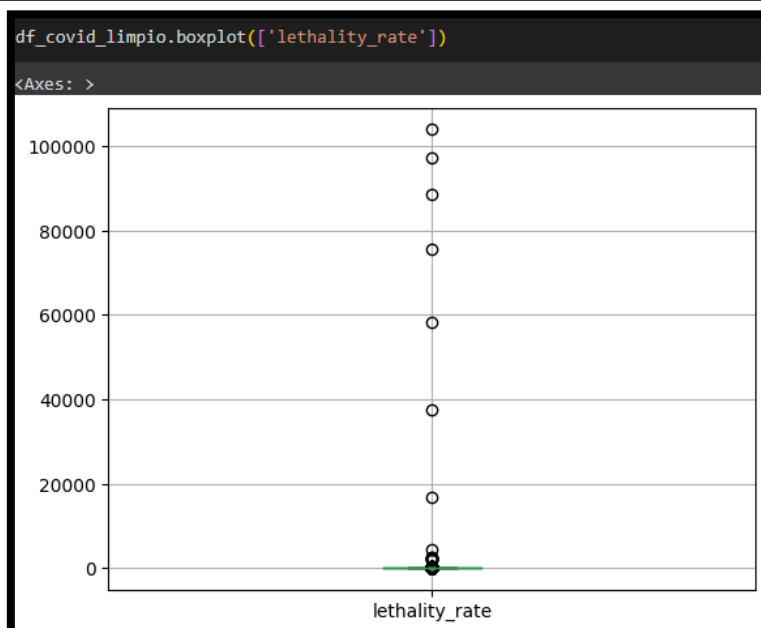 df_covid_limpio.boxplot(['lethality_rate'])
<Axes: >
100000
80000
60000
40000
20000
0
lethality_rate